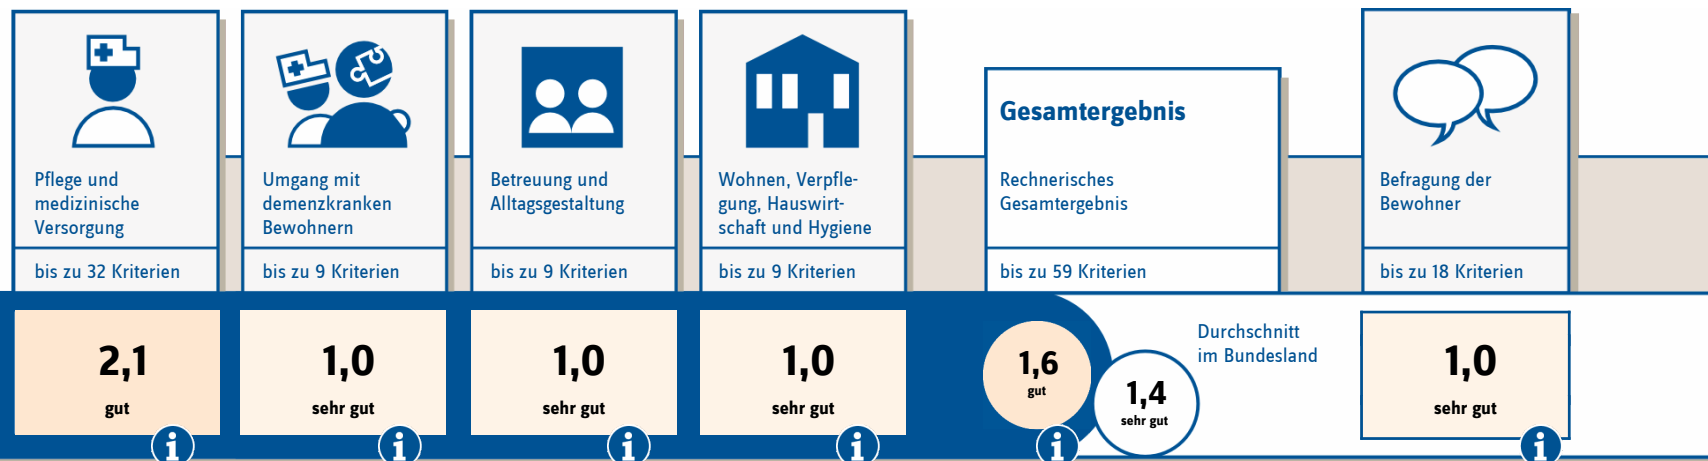 Pflege und
medizinische
Versorgung
bis zu 32 Kriterien
2,1
gut
Umgang mit
demenzkranken
Bewohnern
bis zu 9 Kriterien
1,0
sehr gut
Betreuung und
Alltagsgestaltung
bis zu 9 Kriterien
1,0
sehr gut
Wohnen, Verpfle-
gung, Hauswirt-
schaft und Hygiene
bis zu 9 Kriterien
1,0
sehr gut
Gesamtergebnis
Rechnerisches
Gesamtergebnis
bis zu 59 Kriterien
1,6
gut
Durchschnitt
im Bundesland
1,4
sehr gut
Befragung der
Bewohner
bis zu 18 Kriterien
1,0
sehr gut